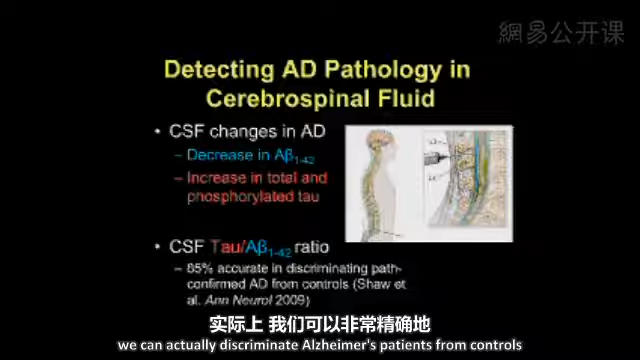 網易公开课
Detecting AD Pathology in
Cerebrospinal Fluid
• CSF changes in AD
– Decrease in Aβ1-42
– Increase in total and
phosphorylated tau
• CSF Tau/Aβ1-42 ratio
– 85% accurate in discriminating path-
confirmed AD from controls (Shaw et
al. Ann Neurol 2009)
实际上 我们可以非常精确地
we can actually discriminate Alzheimer's patients from controls